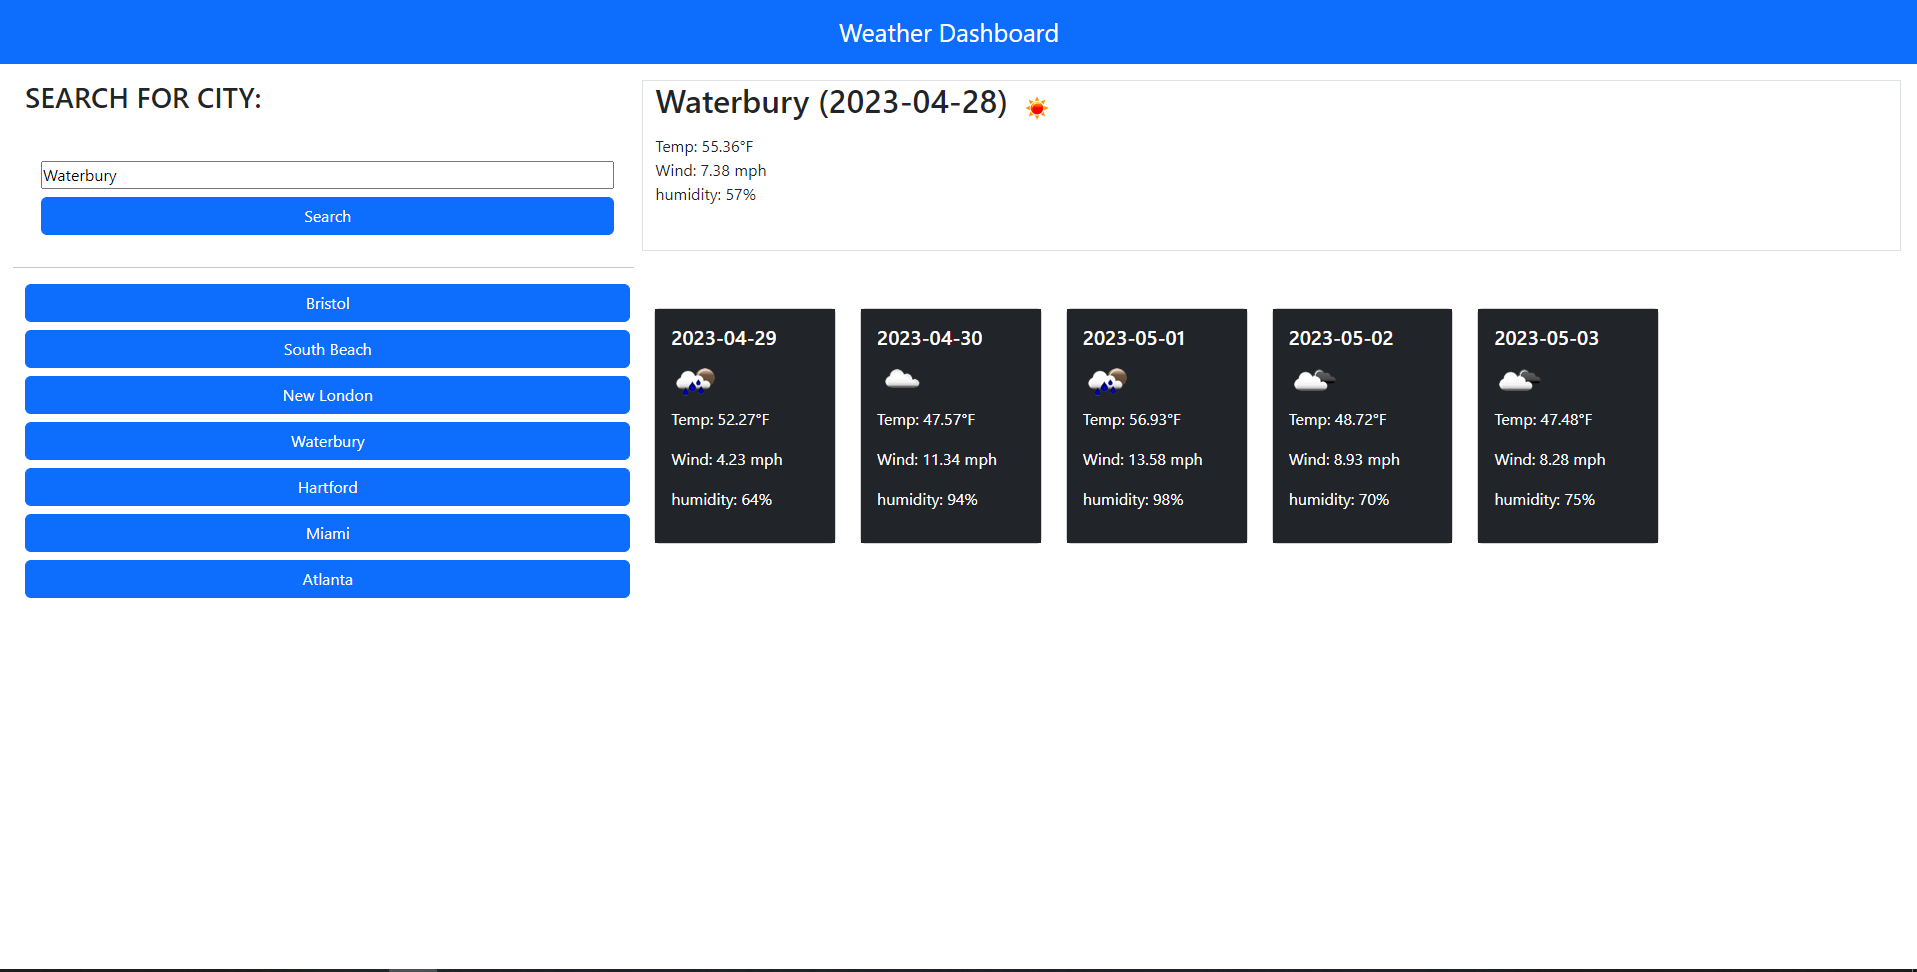 Weather Dashboard
SEARCH FOR CITY:
Waterbury
Search
Bristol
South Beach
New London
Waterbury
Hartford
Miami
Atlanta
Waterbury (2023-04-28)
Temp: 55.36°F
Wind: 7.38 mph
humidity: 57%
2023-04-29
Temp: 52.27°F
Wind: 4.23 mph
humidity: 64%
2023-04-30
Temp: 47.57°F
Wind: 11.34 mph
humidity: 94%
2023-05-01
Temp: 56.93°F
Wind: 13.58 mph
humidity: 98%
2023-05-02
Temp: 48.72°F
Wind: 8.93 mph
humidity: 70%
2023-05-03
Temp: 47.48°F
Wind: 8.28 mph
humidity: 75%